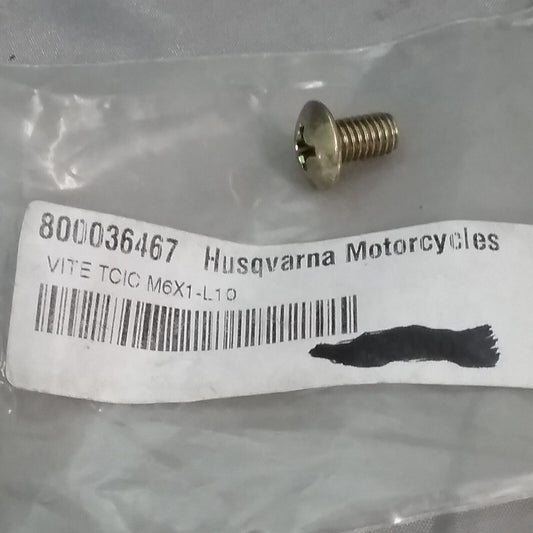 800036467 Husqvarna Motorcycles
VITE TCIC M6X1-L10